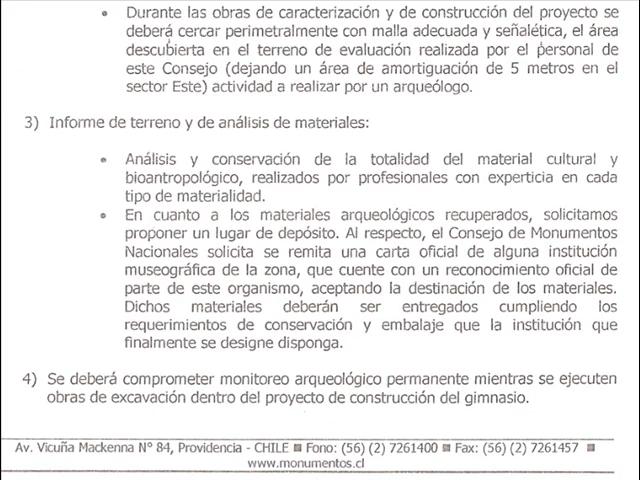 • Durante las obras de caracterización y de construcción del proyecto se
deberá cercar perimetralmente con malla adecuada y señalética, el área
descubierta en el terreno de evaluación realizada por el personal de
este Consejo (dejando un área de amortiguación de 5 metros en el
sector Este) actividad a realizar por un arqueólogo.
3) Informe de terreno y de análisis de materiales:
• Análisis y conservación de la totalidad del material cultural y
bioantropológico, realizados por profesionales con experticia en cada
tipo de materialidad.
• En cuanto a los materiales arqueológicos recuperados, solicitamos
proponer un lugar de depósito. Al respecto, el Consejo de Monumentos
Nacionales solicita se remita una carta oficial de alguna institución
museográfica de la zona, que cuente con un reconocimiento oficial de
parte de este organismo, aceptando la destinación de los materiales.
Dichos materiales deberán ser entregados cumpliendo los
requerimientos de conservación y embalaje que la institución que
finalmente se designe disponga.
4) Se deberá comprometer monitoreo arqueológico permanente mientras se ejecuten
obras de excavación dentro del proyecto de construcción del gimnasio.
Av. Vicuña Mackenna N° 84, Providencia - CHILE ■ Fono: (56) (2) 7261400 ■ Fax: (56) (2) 7261457 ■
www.monumentos.cl